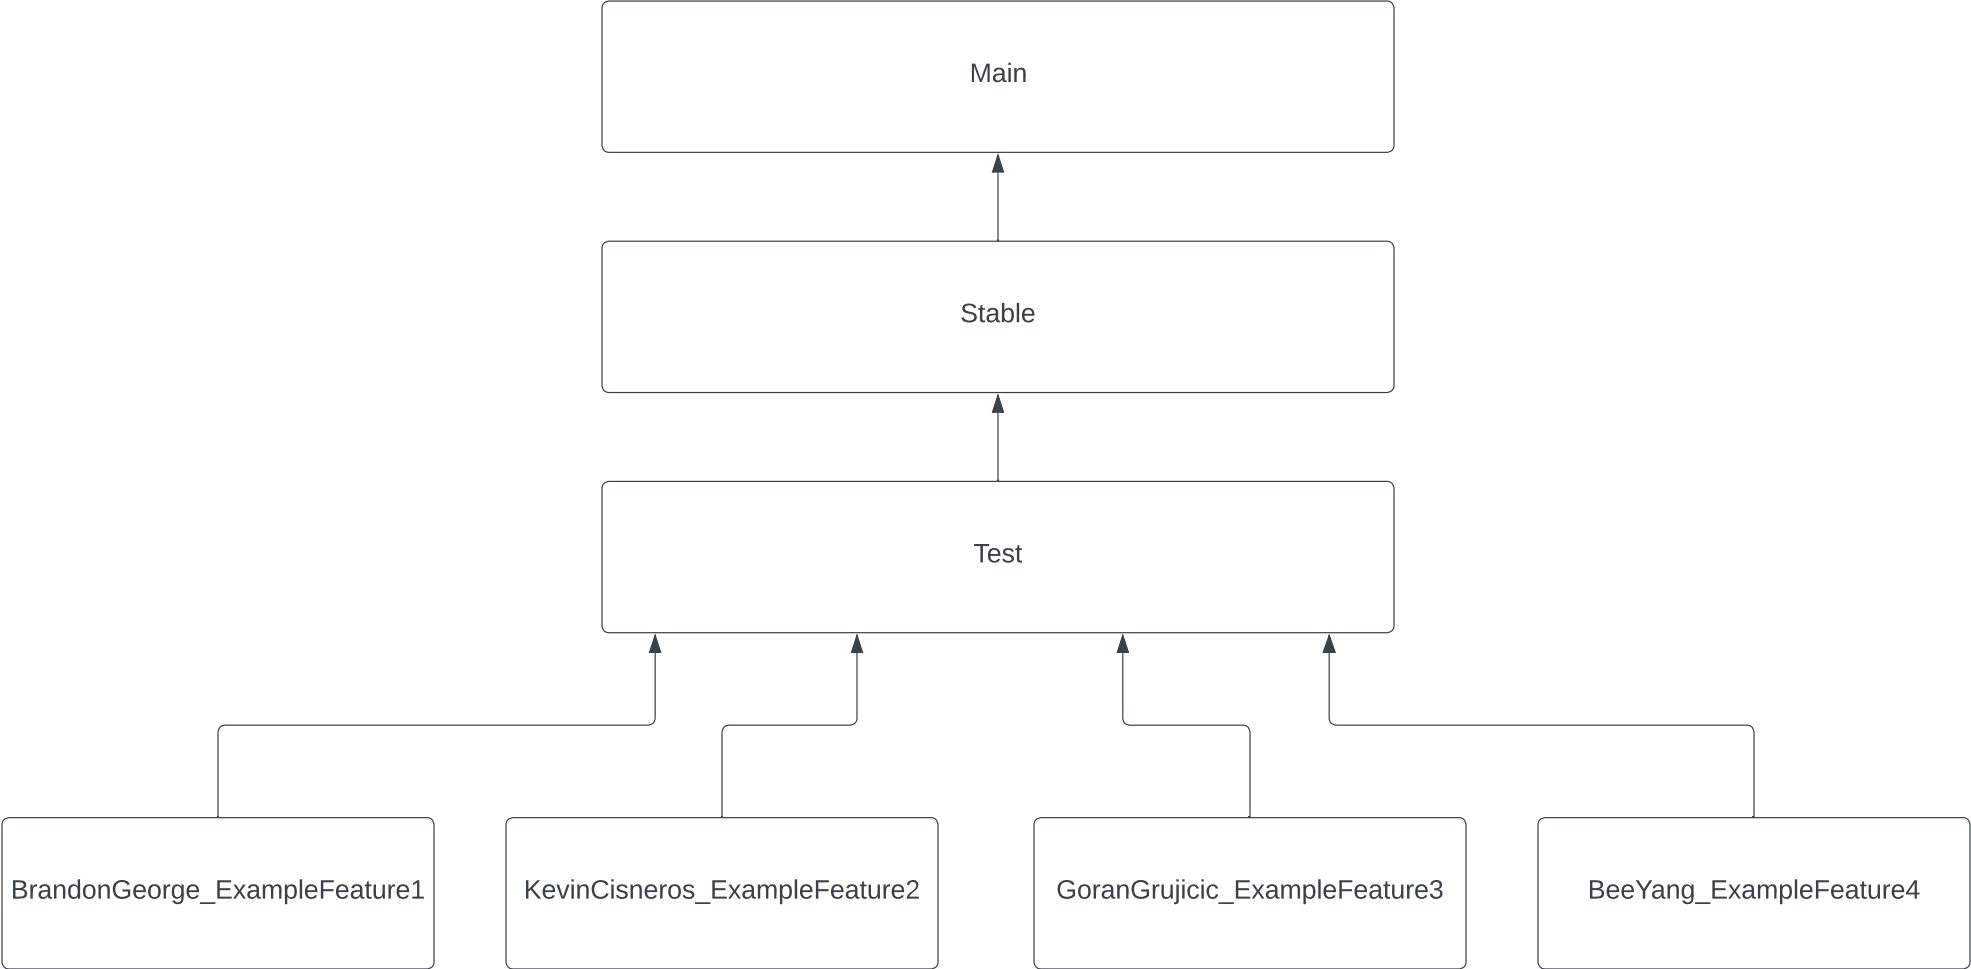 Main
Stable
Test
BrandonGeorge_ExampleFeature1
KevinCisneros_ExampleFeature2
GoranGrujicic_ExampleFeature3
BeeYang_ExampleFeature4